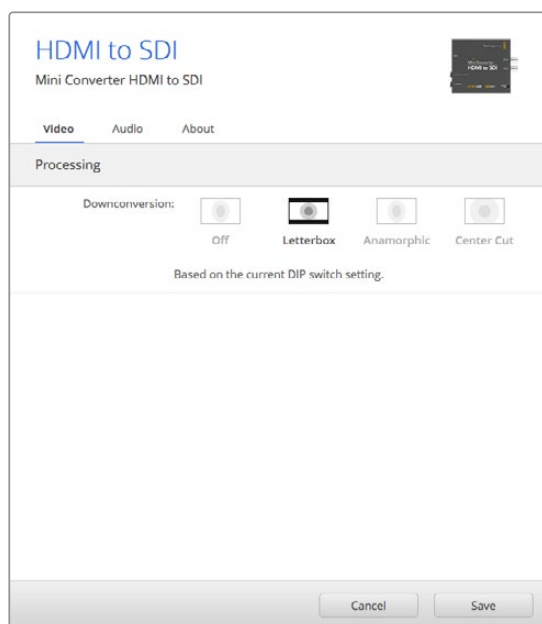 HDMI to SDI
Mini Converter HDMI to SDI
Video Audio About
Processing
Downconversion:
Off Letterbox Anamorphic Center Cut
Based on the current DIP switch setting.
Cancel Save